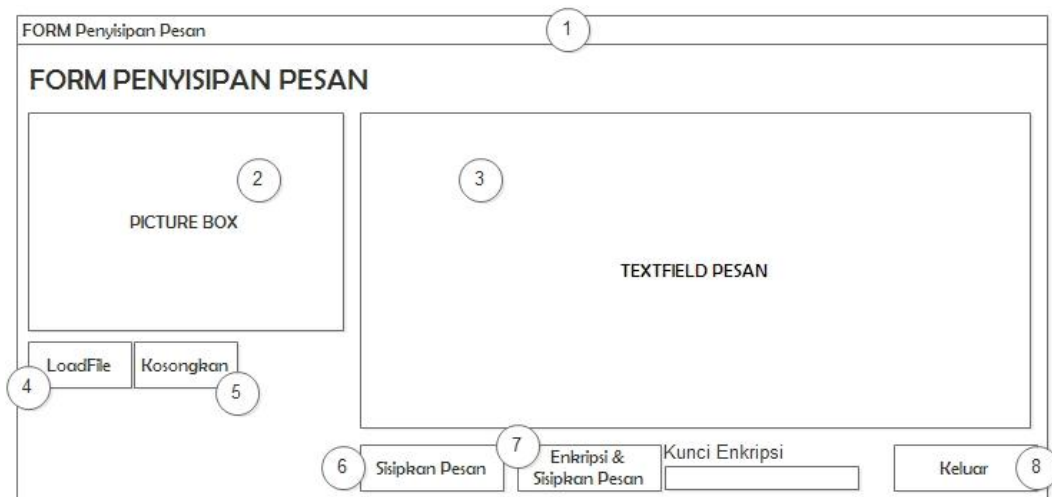 FORM Penyisipan Pesan
1
FORM PENYISIPAN PESAN
2
PICTURE BOX
3
TEXTFIELD PESAN
LoadFile
Kosongkan
4
5
6
Sisipkan Pesan
7
Enkripsi &
Sisipkan Pesan
Kunci Enkripsi
Keluar
8